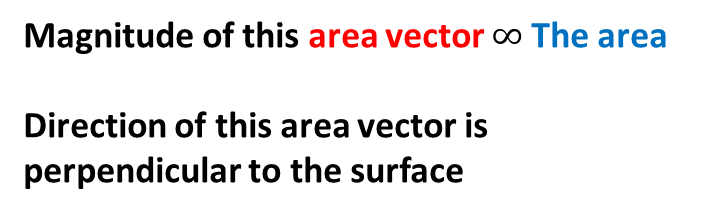 Magnitude of this area vector ∞ The area
Direction of this area vector is
perpendicular to the surface